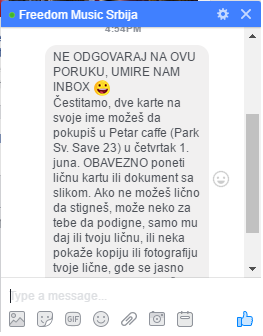 Freedom Music Srbija
4:54PM
NE ODGOVARAJ NA OVU
PORUKU, UMIRE NAM
INBOX 😀
Čestitamo, dve karte na
svoje ime možeš da
pokupiš u Petar caffe (Park
Sv. Save 23) u četvrtak 1.
juna. OBAVEZNO poneti
ličnu kartu ili dokument sa
slikom. Ako ne možeš lično
da stigneš, može neko za
tebe da podigne, samo mu
daj ili tvoju ličnu, ili neka
pokaže kopiju ili fotografiju
tvoje lične, gde se jasno
Type a message...
GIF